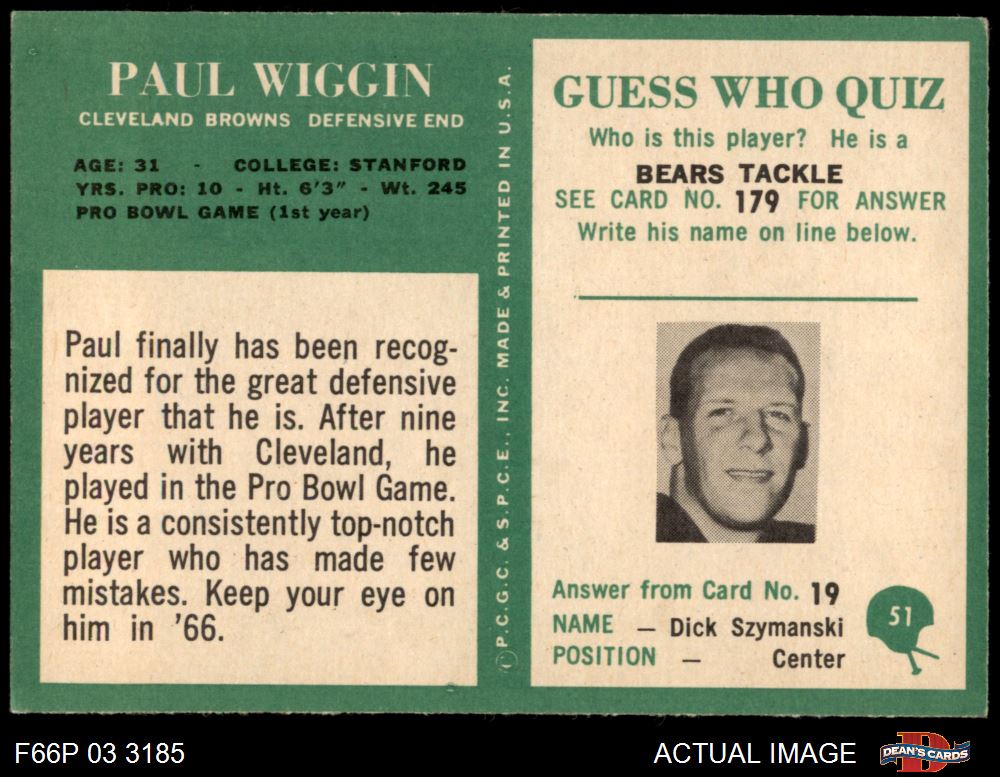 PAUL WIGGIN
CLEVELAND BROWNS DEFENSIVE END
AGE: 31 - COLLEGE: STANFORD
YRS. PRO: 10 - Ht. 6'3" - Wt. 245
PRO BOWL GAME (1st year)
Paul finally has been recog-
nized for the great defensive
player that he is. After nine
years with Cleveland, he
played in the Pro Bowl Game.
He is a consistently top-notch
player who has made few
mistakes. Keep your eye on
him in '66.
©P.C.G.C. & S.P.C.E., INC. MADE & PRINTED IN U.S.A.
GUESS WHO QUIZ
Who is this player? He is a
BEARS TACKLE
SEE CARD NO. 179 FOR ANSWER
Write his name on line below.
Answer from Card No. 19
NAME — Dick Szymanski
POSITION — Center
51
F66P 03 3185
ACTUAL IMAGE
D
DEAN'S CARDS